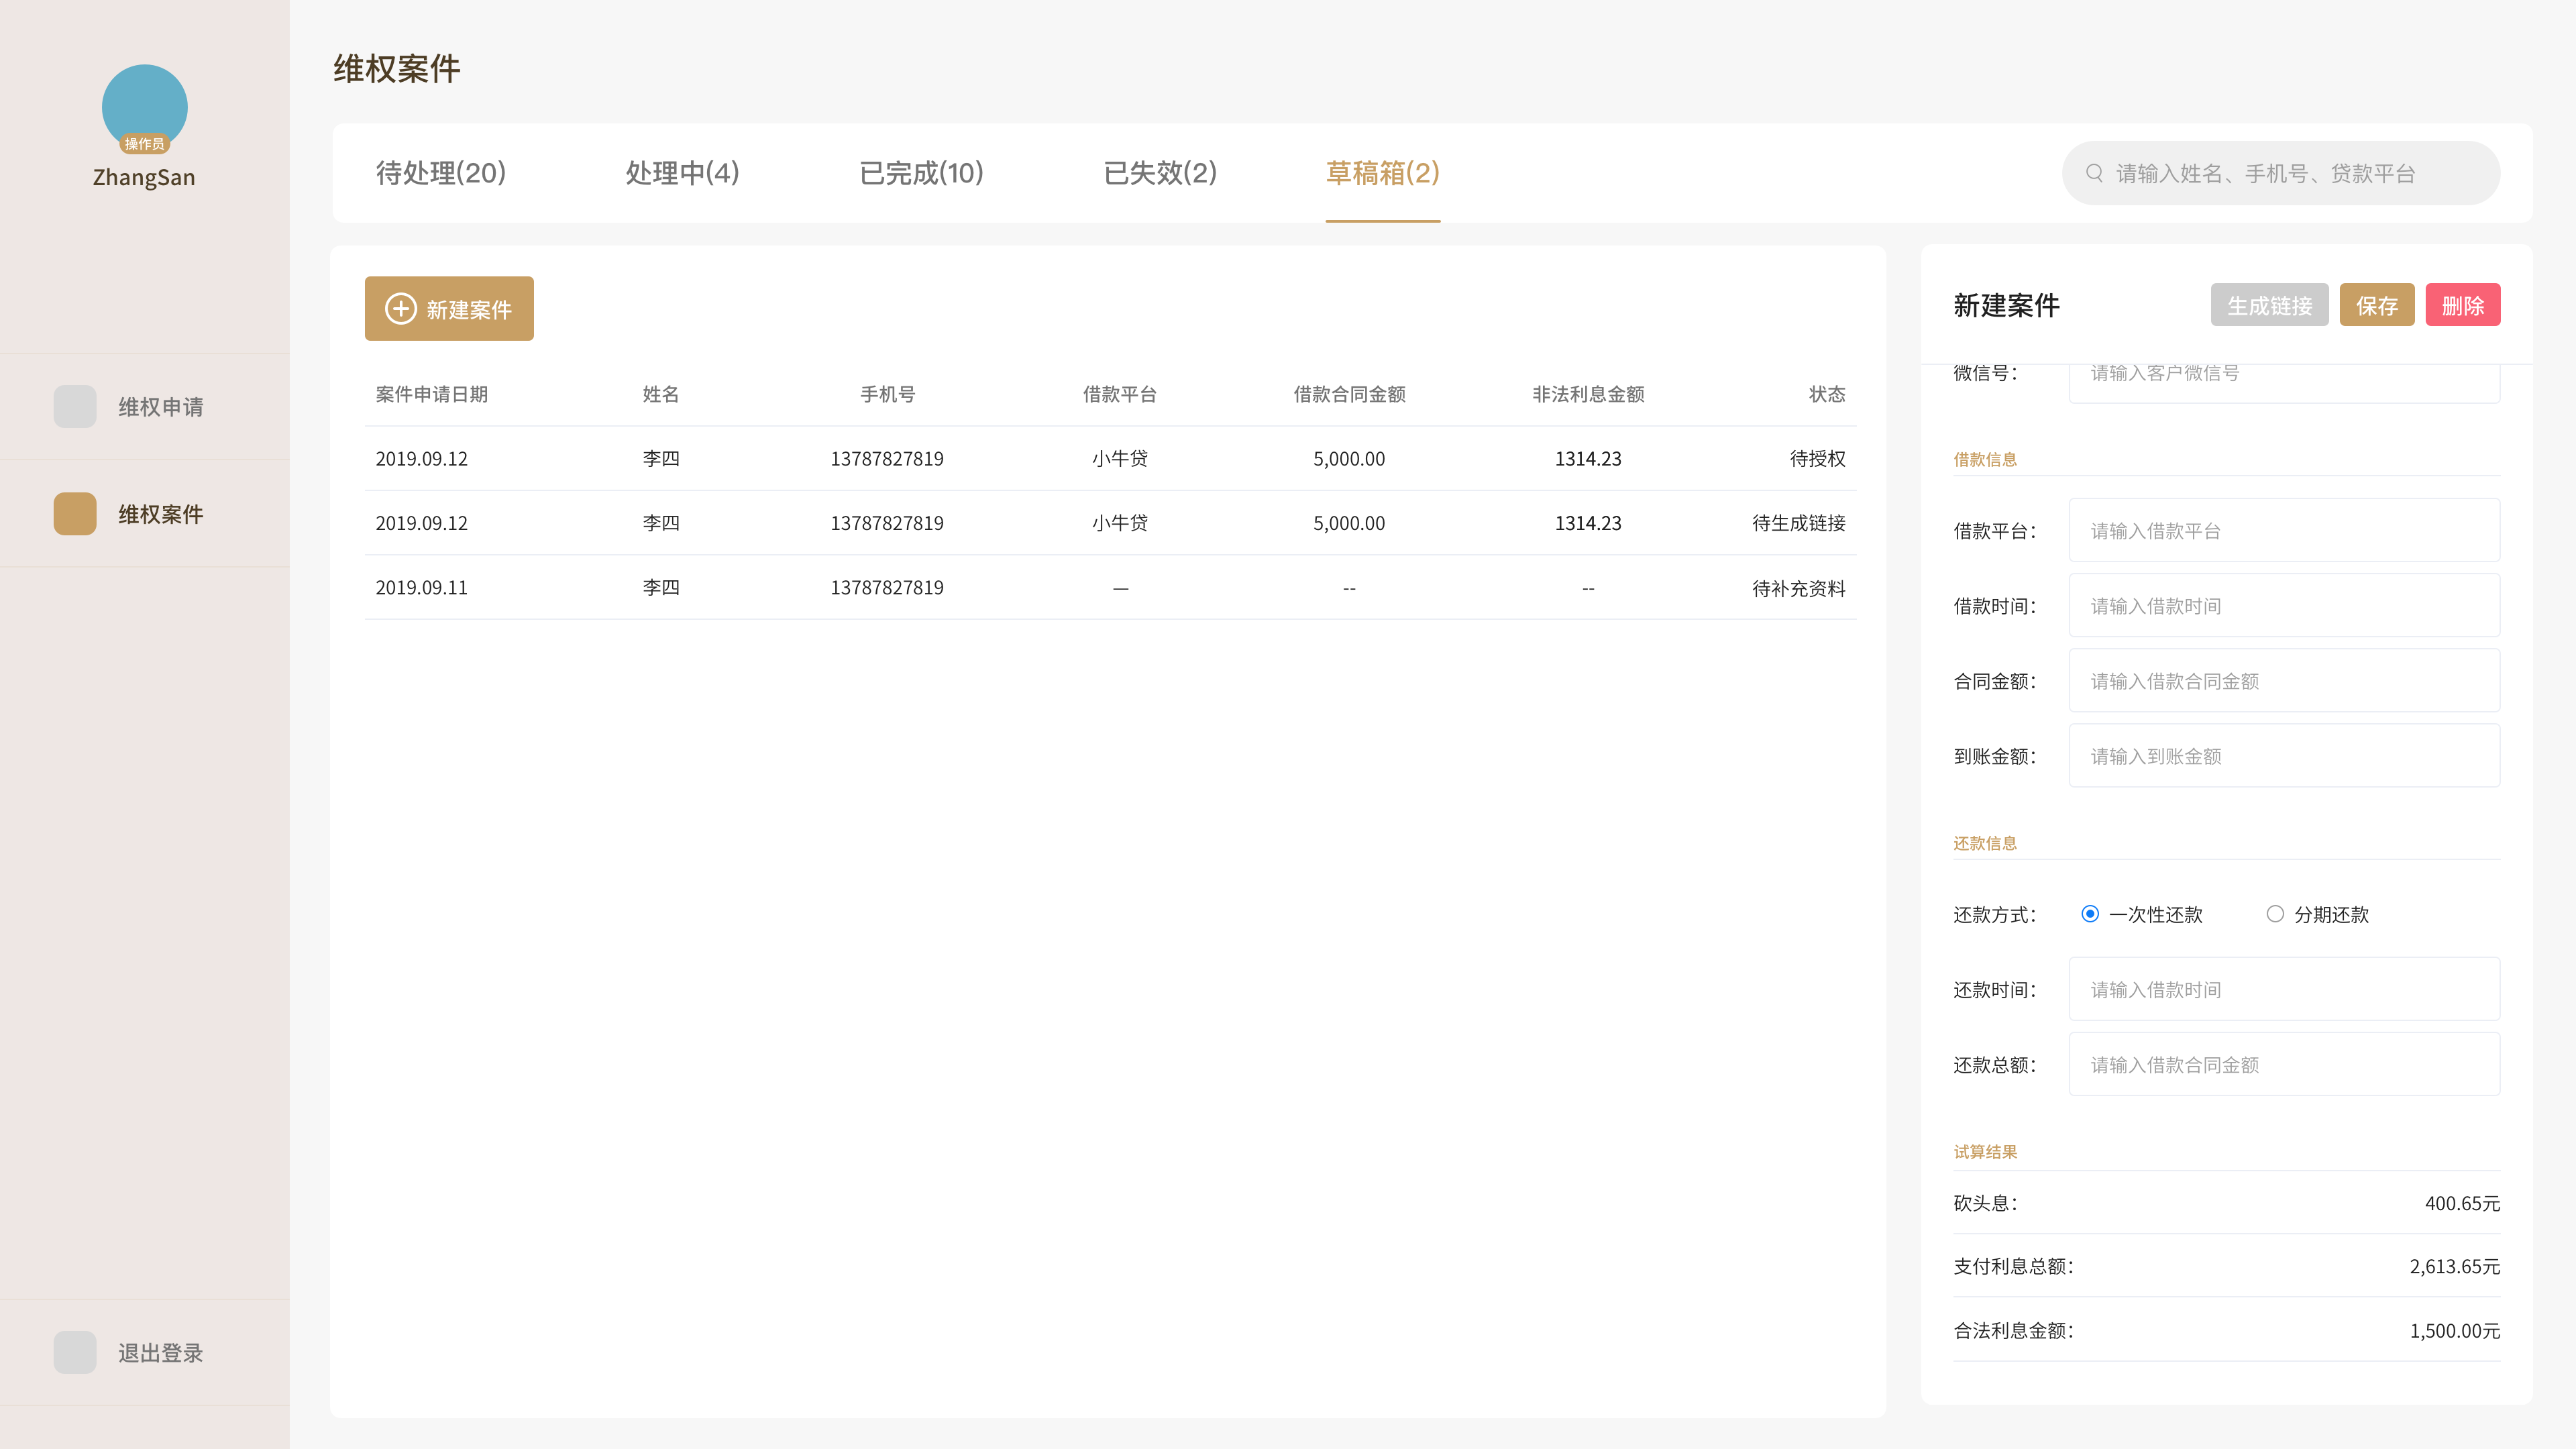 操作员
ZhangSan
维权申请
维权案件
退出登录
维权案件
待处理(20) 处理中(4) 已完成(10) 已失效(2) 草稿箱(2) 请输入姓名、手机号、贷款平台
新建案件
案件申请日期 姓名 手机号 借款平台 借款合同金额 非法利息金额 状态
2019.09.12 李四 13787827819 小牛贷 5,000.00 1314.23 待授权
2019.09.12 李四 13787827819 小牛贷 5,000.00 1314.23 待生成链接
2019.09.11 李四 13787827819 — -- -- 待补充资料
新建案件 生成链接 保存 删除
微信号： 请输入客户微信号
借款信息
借款平台： 请输入借款平台
借款时间： 请输入借款时间
合同金额： 请输入借款合同金额
到账金额： 请输入到账金额
还款信息
还款方式： 一次性还款 分期还款
还款时间： 请输入借款时间
还款总额： 请输入借款合同金额
试算结果
砍头息： 400.65元
支付利息总额： 2,613.65元
合法利息金额： 1,500.00元